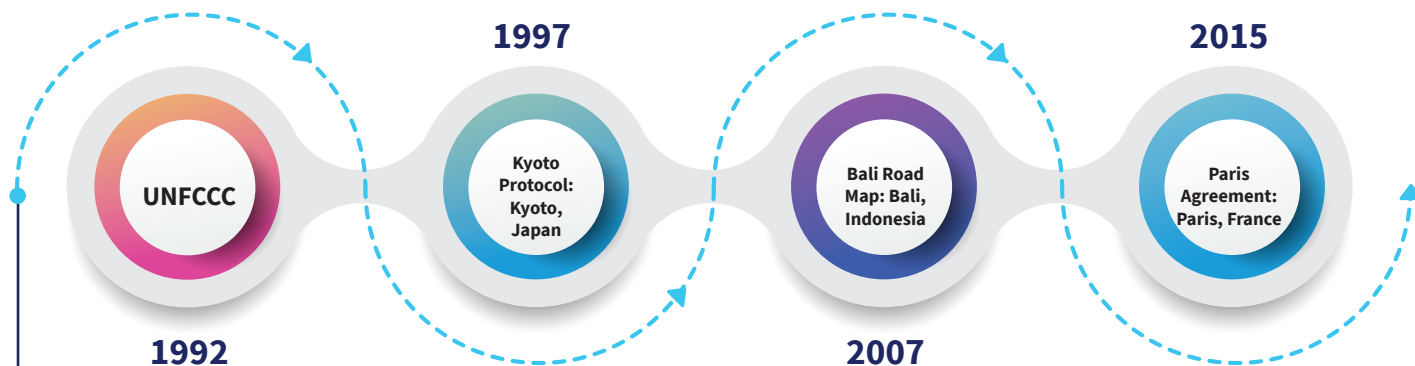 UNFCCC
1992
1997
Kyoto
Protocol:
Kyoto,
Japan
Bali Road
Map: Bali,
Indonesia
2007
2015
Paris
Agreement:
Paris, France